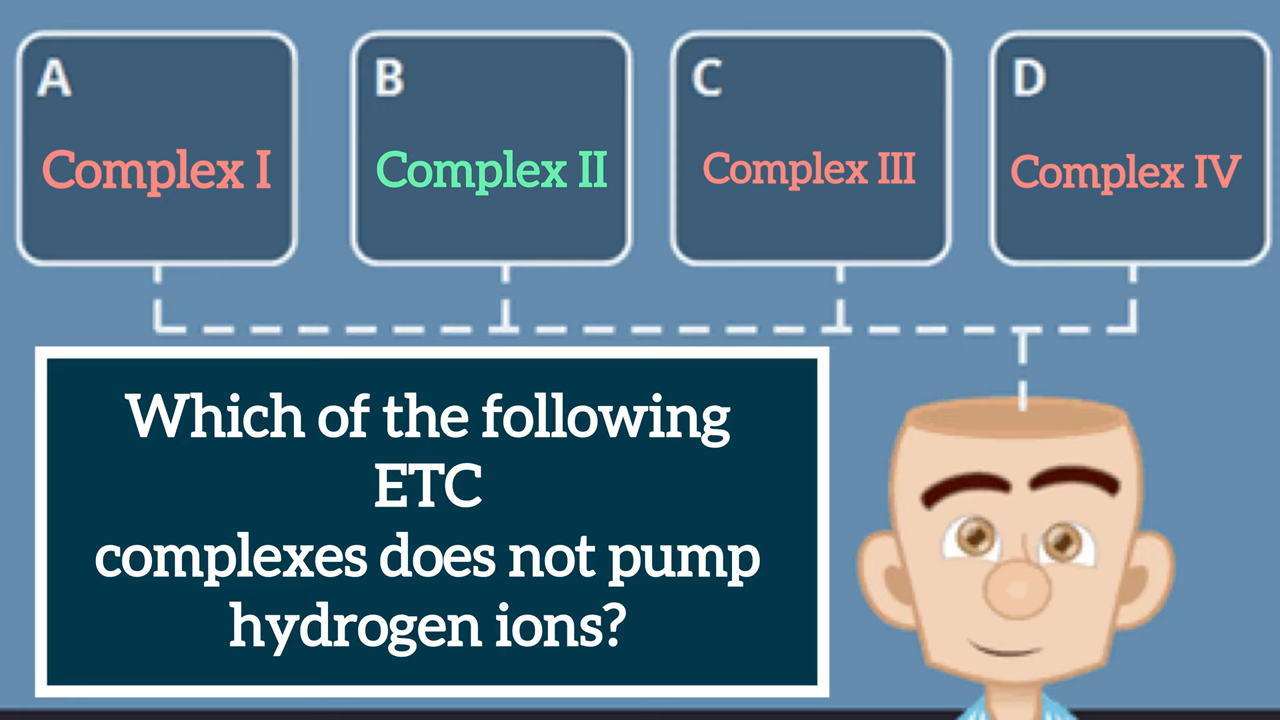 A
Complex I
B
Complex II
C
Complex III
D
Complex IV
Which of the following
ETC
complexes does not pump
hydrogen ions?